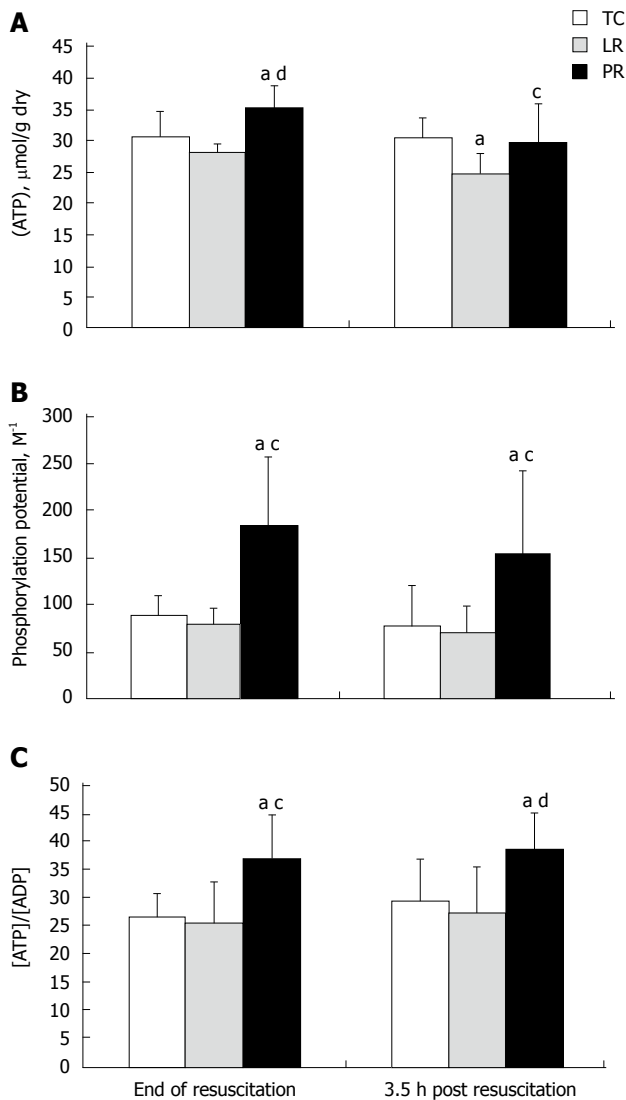 A
TC
LR
PR
(ATP), μmol/g dry
45
40
35
30
25
20
15
10
5
0
a d
a
c
B
Phosphorylation potential, M⁻¹
300
250
200
150
100
50
0
a c
a c
C
[ATP]/[ADP]
50
45
40
35
30
25
20
15
10
5
0
a c
a d
End of resuscitation
3.5 h post resuscitation